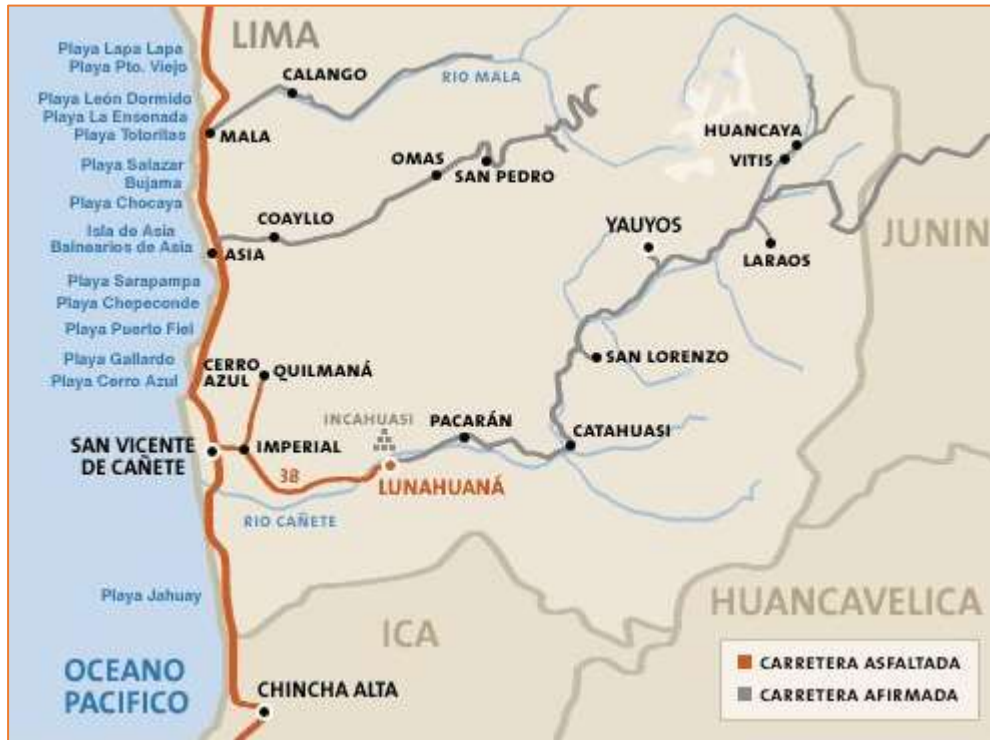 LIMA
Playa Lapa Lapa
Playa Pto. Viejo
CALANGO
RIO MALA
Playa León Dormido
Playa La Ensenada
Playa Totoritas
MALA
HUANCAYA
VITIS
OMAS
SAN PEDRO
Playa Salazar
Bujama
Playa Chocaya
COAYLLO
YAUYOS
JUNIN
Isla de Asia
Balnearios de Asia
ASIA
LARAOS
Playa Sarapampa
Playa Chepeconde
Playa Puerto Fiel
Playa Gallardo
Playa Cerro Azul
CERRO
AZUL
QUILMANÁ
SAN LORENZO
INCAHUASI
PACARÁN
CATAHUASI
SAN VICENTE
DE CAÑETE
IMPERIAL
3B
LUNAHUANÁ
RIO CAÑETE
Playa Jahuay
HUANCAVELICA
ICA
OCEANO
PACIFICO
CHINCHA ALTA
CARRETERA ASFALTADA
CARRETERA AFIRMADA